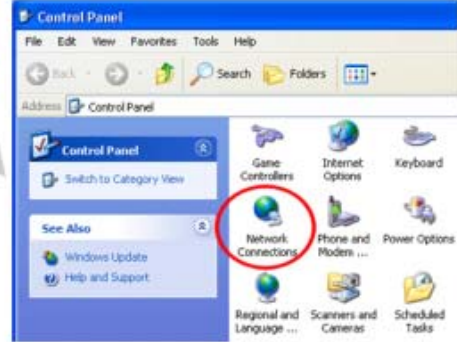 Control Panel
File Edit View Favorites Tools Help
Back Search Folders
Address Control Panel
Control Panel
Switch to Category View
See Also
Windows Update
Help and Support
Game Controllers
Internet Options
Keyboard
Network Connections
Phone and Modem ...
Power Options
Regional and Language ...
Scanners and Cameras
Scheduled Tasks